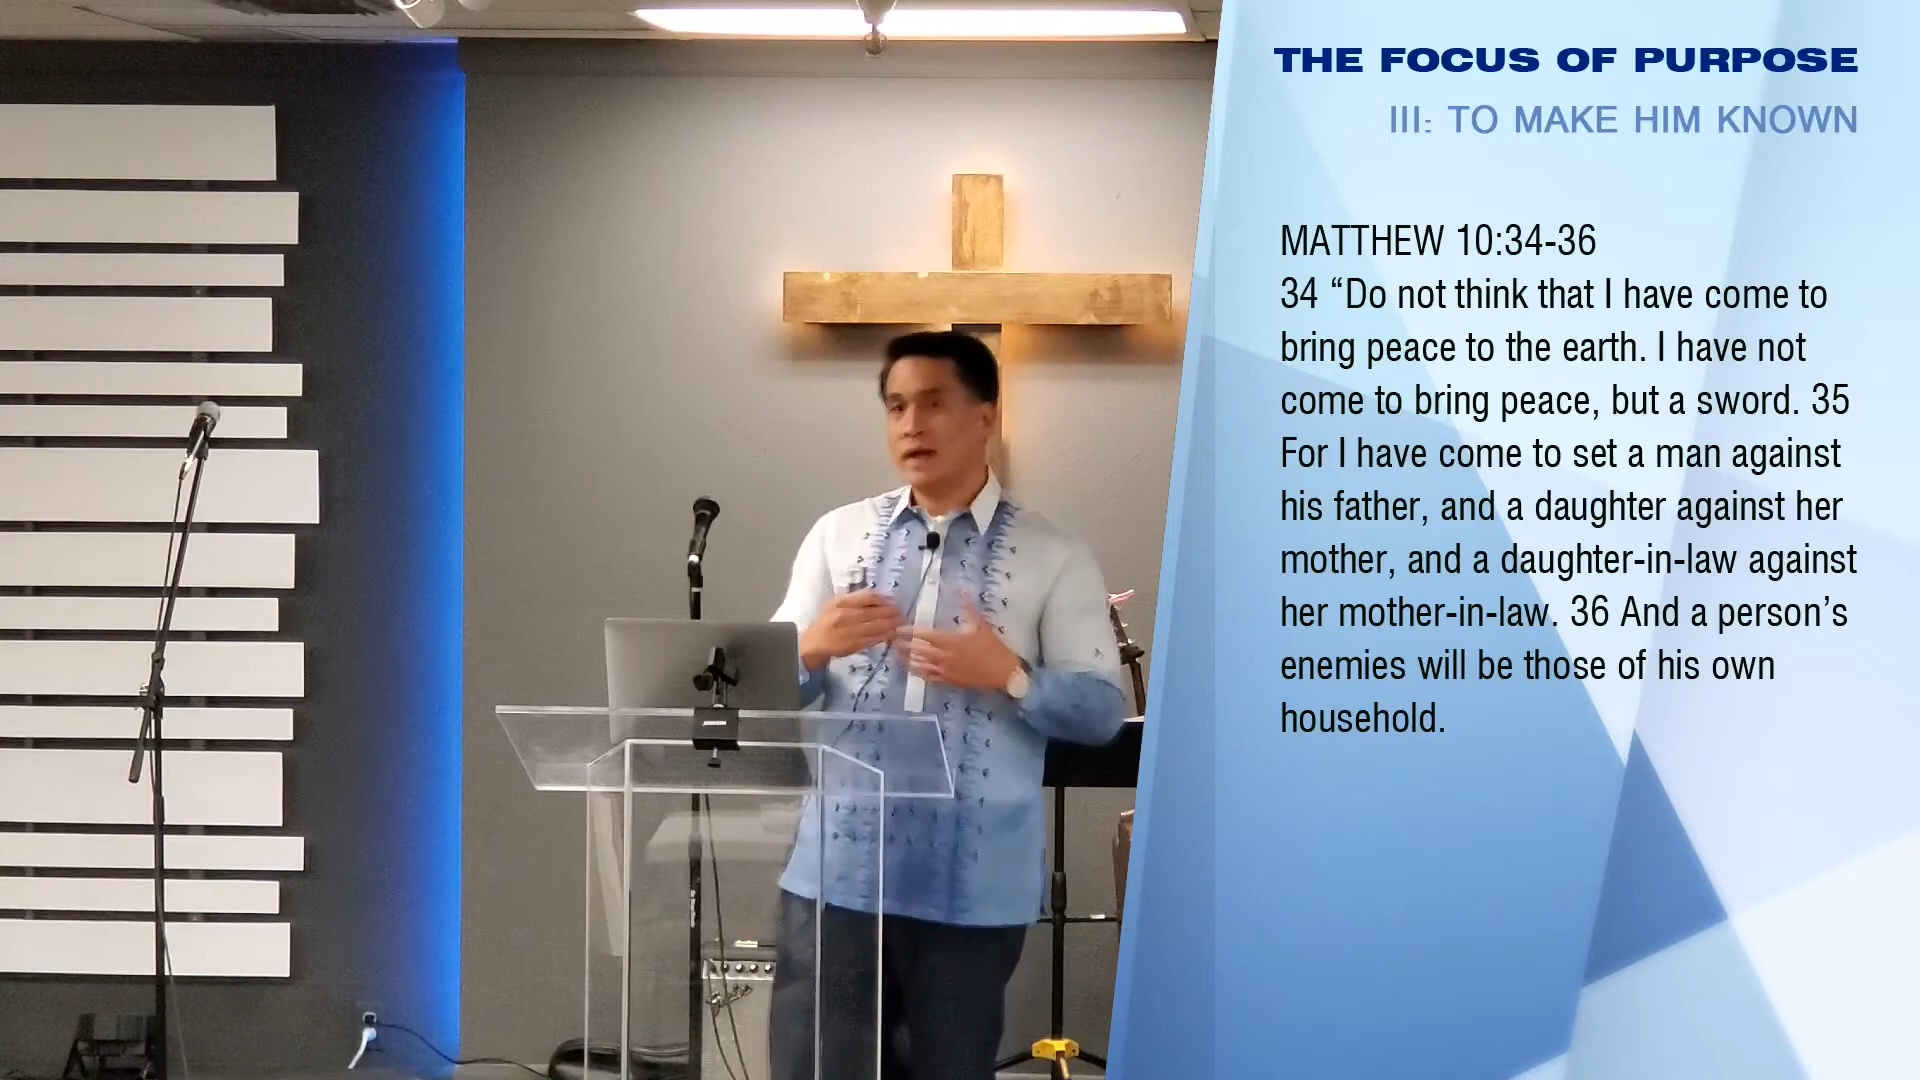 THE FOCUS OF PURPOSE
III: TO MAKE HIM KNOWN
MATTHEW 10:34-36
34 “Do not think that I have come to
bring peace to the earth. I have not
come to bring peace, but a sword. 35
For I have come to set a man against
his father, and a daughter against her
mother, and a daughter-in-law against
her mother-in-law. 36 And a person’s
enemies will be those of his own
household.